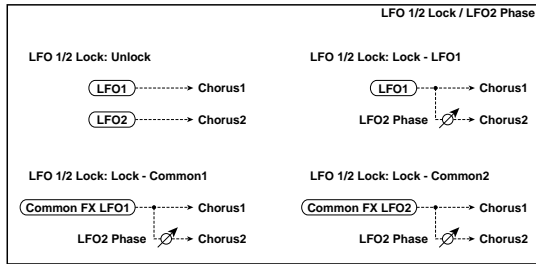 LFO 1/2 Lock / LFO2 Phase
LFO 1/2 Lock: Unlock
LFO1 Chorus1
LFO2 Chorus2
LFO 1/2 Lock: Lock - LFO1
LFO1 Chorus1
LFO2 Phase Chorus2
LFO 1/2 Lock: Lock - Common1
Common FX LFO1 Chorus1
LFO2 Phase Chorus2
LFO 1/2 Lock: Lock - Common2
Common FX LFO2 Chorus1
LFO2 Phase Chorus2